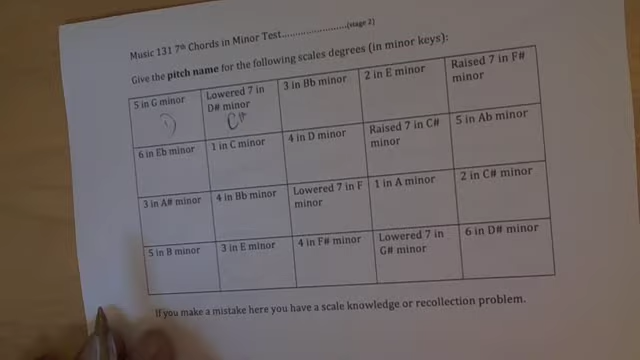 Music 131 7th Chords in Minor Test........................(stage 2)
Give the pitch name for the following scales degrees (in minor keys):
5 in G minor
D
Lowered 7 in
D# minor
C#
3 in Bb minor
2 in E minor
Raised 7 in F#
minor
6 in Eb minor
1 in C minor
4 in D minor
Raised 7 in C#
minor
5 in Ab minor
3 in A# minor
4 in Bb minor
Lowered 7 in F
minor
1 in A minor
2 in C# minor
5 in B minor
3 in E minor
4 in F# minor
Lowered 7 in
G# minor
6 in D# minor
If you make a mistake here you have a scale knowledge or recollection problem.